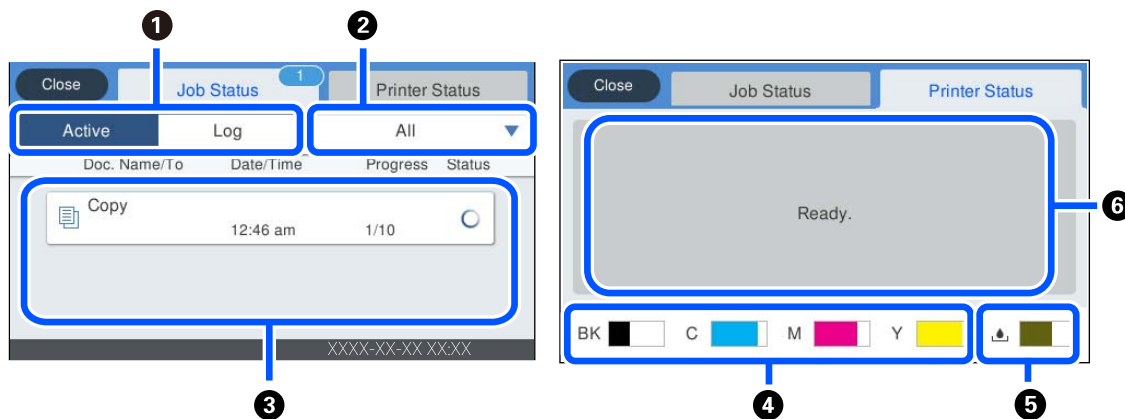 1 2
Close Job Status 1 Printer Status
Active Log All
Doc. Name/To Date/Time Progress Status
Copy
12:46 am 1/10
XXXX-XX-XX XX:XX
3
Close Job Status Printer Status
Ready.
6
BK C M Y
4 5